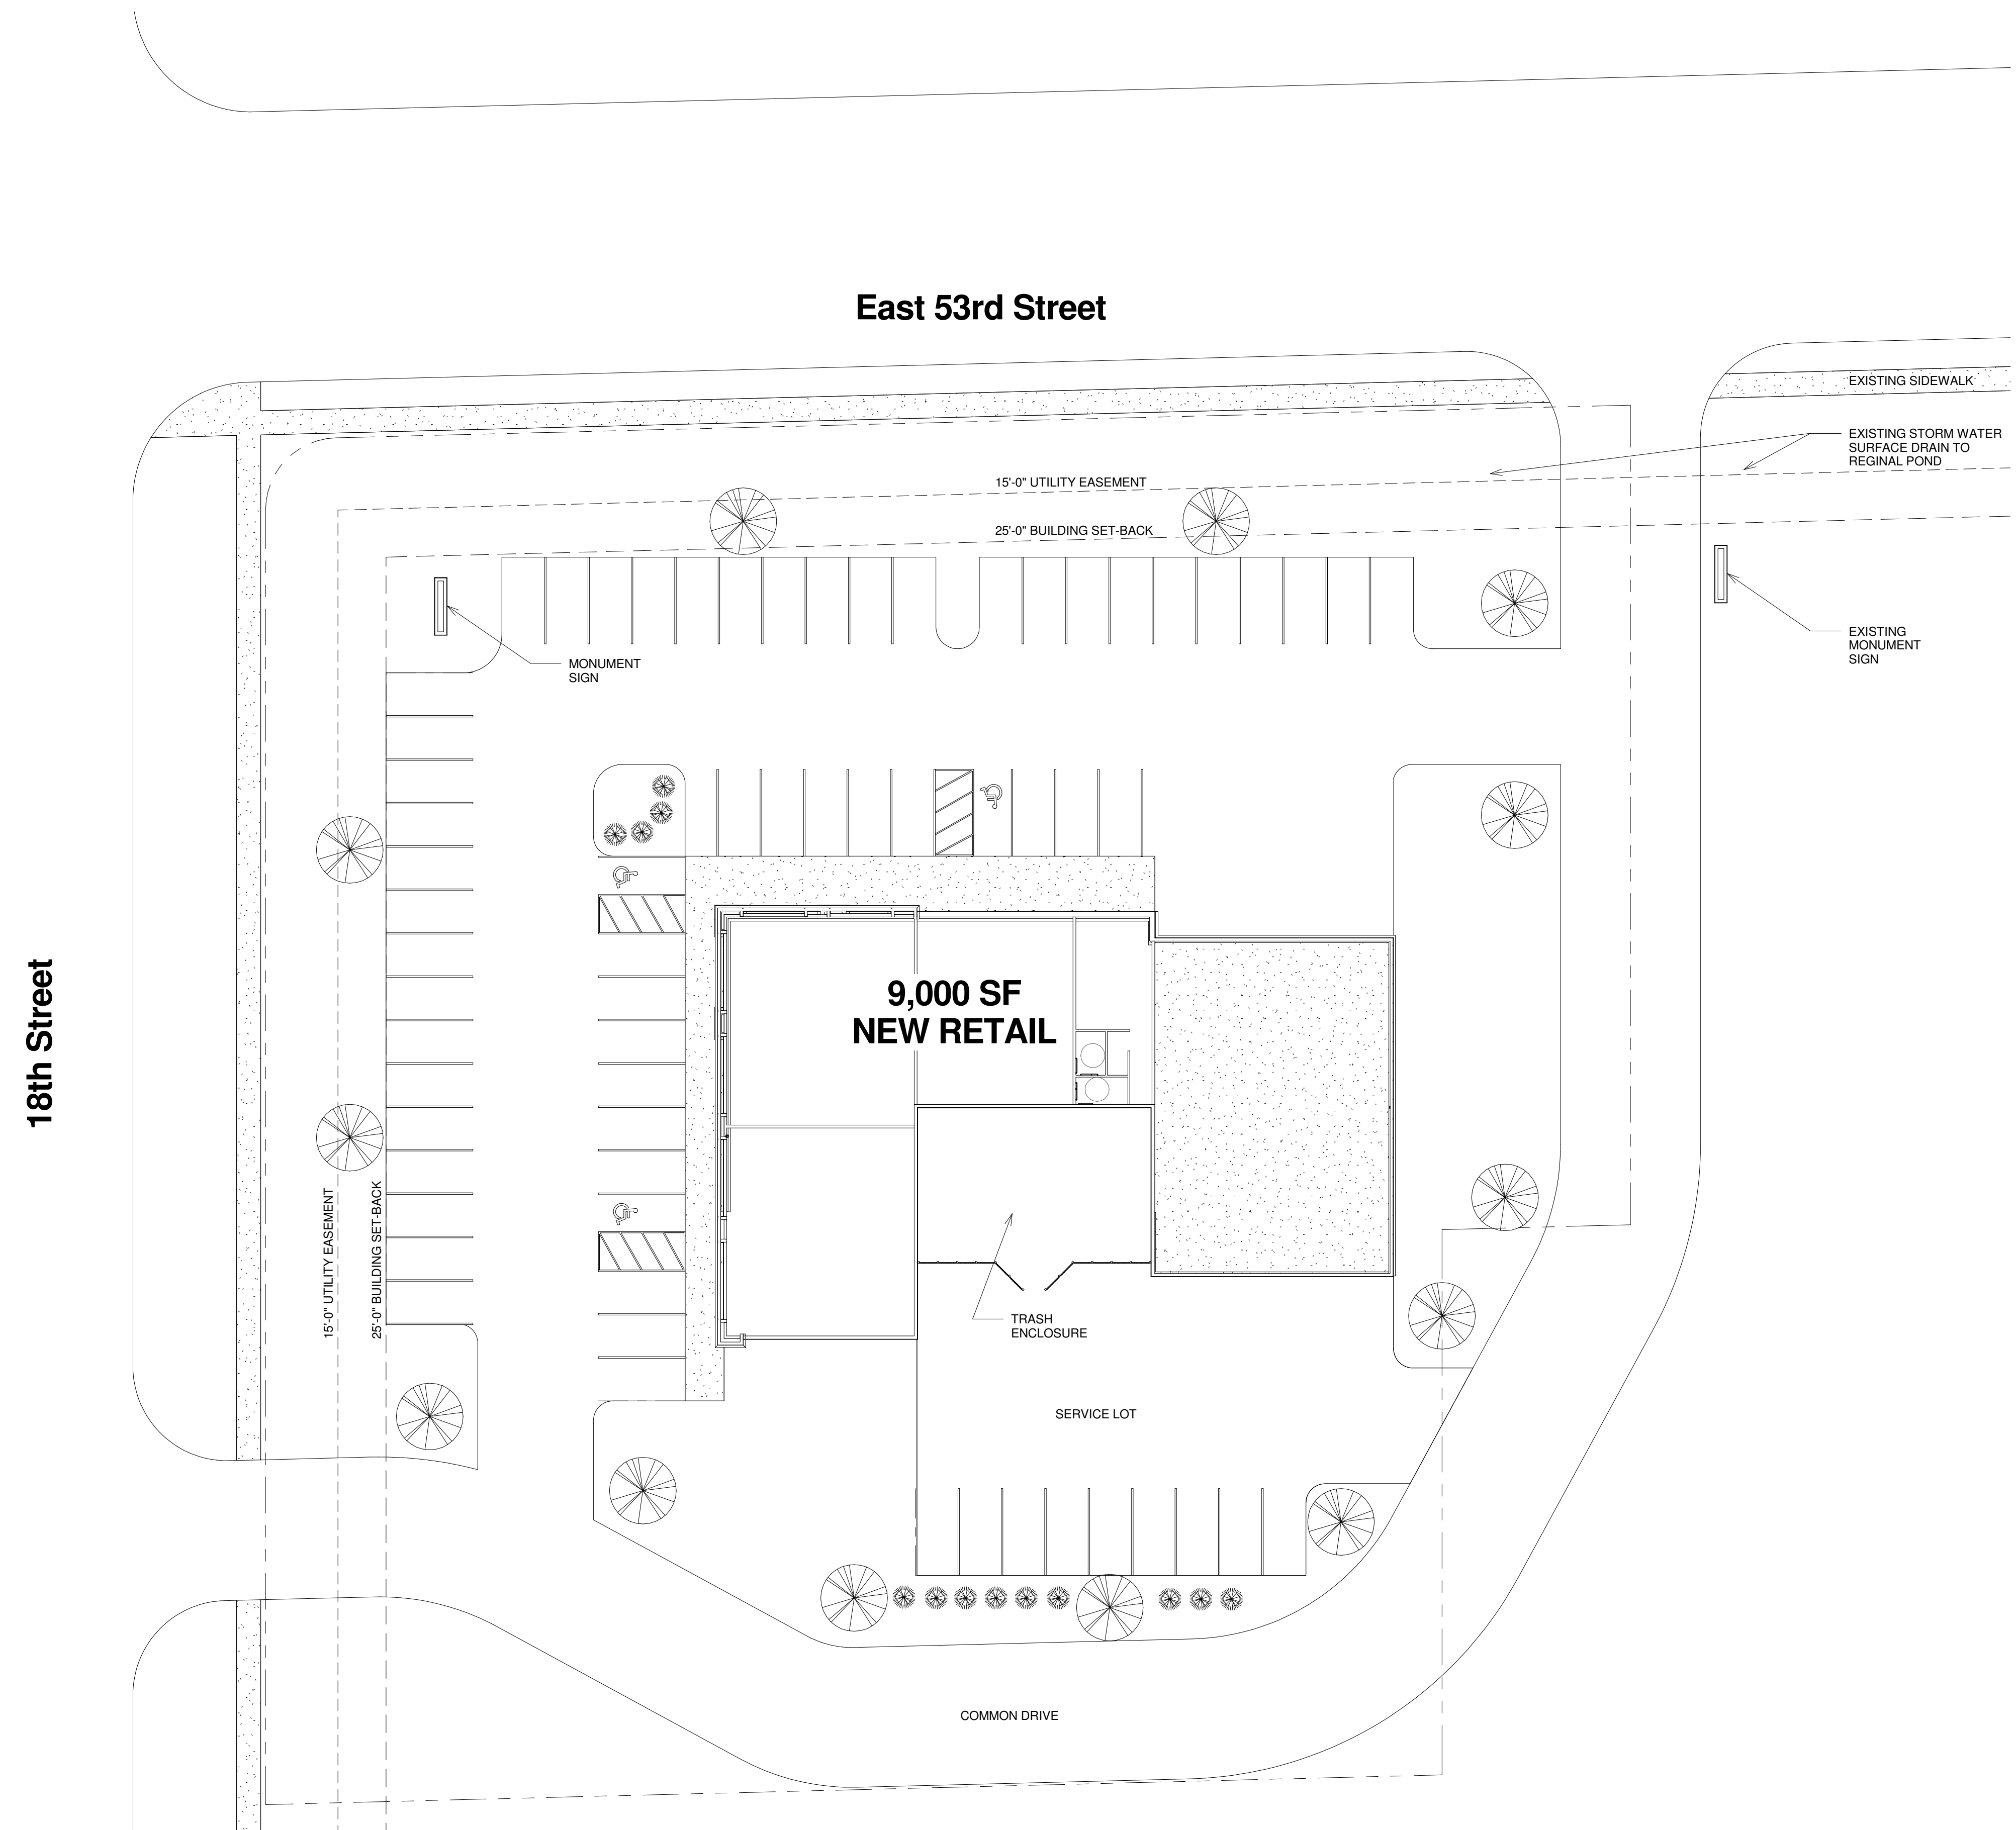 East 53rd Street
EXISTING SIDEWALK
EXISTING STORM WATER
SURFACE DRAIN TO
REGINAL POND
15'-0" UTILITY EASEMENT
25'-0" BUILDING SET-BACK
MONUMENT
SIGN
EXISTING
MONUMENT
SIGN
18th Street
9,000 SF
NEW RETAIL
15'-0" UTILITY EASEMENT
25'-0" BUILDING SET-BACK
TRASH
ENCLOSURE
SERVICE LOT
COMMON DRIVE